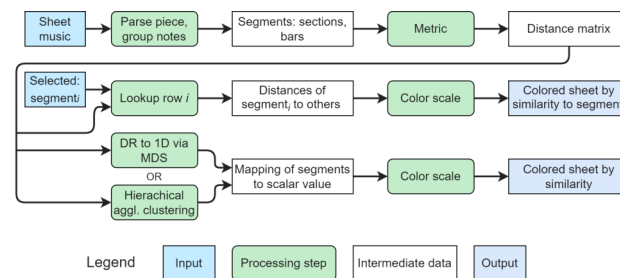 Sheet
music
Parse piece,
group notes
Segments: sections,
bars
Metric
Distance matrix
Selected:
segmenti
Lookup row i
Distances of
segmenti to others
Color scale
Colored sheet by
similarity to segment
DR to 1D via
MDS
OR
Hierachical
aggl. clustering
Mapping of segments
to scalar value
Color scale
Colored sheet by
similarity
Legend
Input
Processing step
Intermediate data
Output